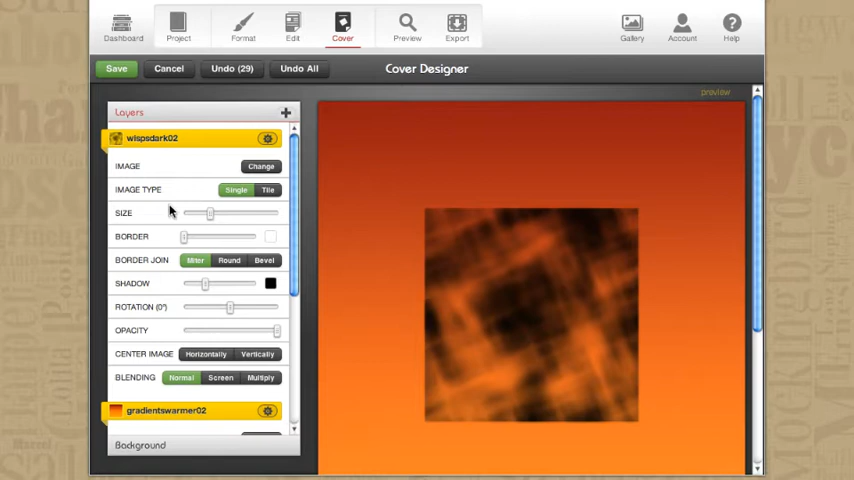 Dashboard Project Format Edit Cover Preview Export Gallery Account Help
Save Cancel Undo (29) Undo All Cover Designer
preview
Layers
wispsdark02
IMAGE Change
IMAGE TYPE Single Tile
SIZE
BORDER
BORDER JOIN Miter Round Bevel
SHADOW
ROTATION (0°)
OPACITY
CENTER IMAGE Horizontally Vertically
BLENDING Normal Screen Multiply
gradientswarmer02
Background